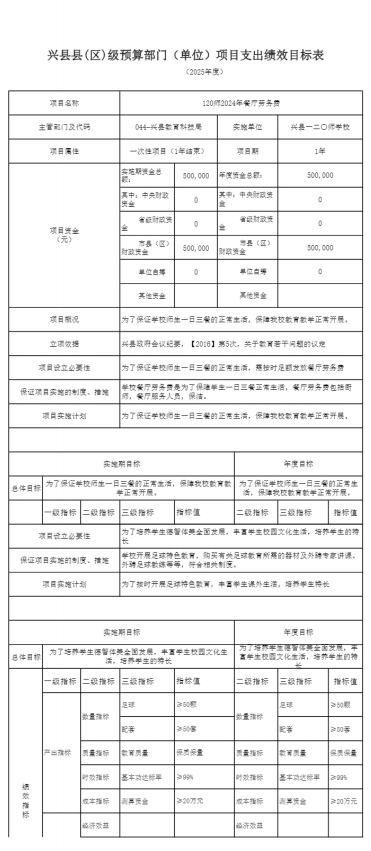 兴县县(区)级预算部门（单位）项目支出绩效目标表
（2025年度）
项目名称 120师2024年餐厅劳务费
主管部门及代码 044-兴县教育科技局 实施单位 兴县一二〇师学校
项目属性 一次性项目（1年结束） 项目期 1年
项目资金
（元）
实施期资金总
额： 500,000 年度资金总额： 500,000
其中：中央财政
资金 0 其中：中央财政资
金 0
省级财政资
金 0 省级财政资
金 0
市县（区）
财政资金 500,000 市县（区）
财政资金 500,000
单位自筹 0 单位自筹 0
其他资金 其他资金
项目概况 为了保证学校师生一日三餐的正常生活，保障我校教育教学正常开展。
立项依据 兴县政府会议纪要，【2016】第5次，关于教育若干问题的议定
项目设立必要性 为了保证学校师生一日三餐的正常生活，需按时足额发放餐厅劳务费
保证项目实施的制度、措施 学校餐厅劳务费是为了保障学生一日三餐正常生活，餐厅劳务费包括厨
师，餐厅服务人员，保洁。
项目实施计划 为了保证学校师生一日三餐的正常生活，保障我校教育教学正常开展。
实施期目标 年度目标
总体目标 为了保证学校师生一日三餐的正常生活，保障我校教育教
学正常开展。 为了保证学校师生一日三餐的正常生
活，保障我校教育教学正常开展。
一级指标 二级指标 三级指标 指标值 二级指标 三级指标 指标值
项目设立必要性 为了培养学生德智体美全面发展，丰富学生校园文化生活，培养学生的特
长
保证项目实施的制度、措施 学校开展足球特色教育，购买有关足球教育所需的器材及外聘专家讲课、
外聘足球教练等等，符合相关制度。
项目实施计划 为了按时开展足球特色教育，丰富学生课外生活，培养学生特长
实施期目标 年度目标
总体目标 为了培养学生德智体美全面发展，丰富学生校园文化生
活，培养学生的特长 为了培养学生德智体美全面发展，丰
富学生校园文化生活，培养学生的特
长
绩
效
指
标
一级指标 二级指标 三级指标 指标值 二级指标 三级指标 指标值
产出指标
数量指标 足球 ≥50颗 数量指标 足球 ≥50颗
配套 ≥50套 配套 ≥50套
质量指标 教育质量 保质保量 质量指标 教育质量 保质保量
时效指标 基本功达标率 ≥99% 时效指标 基本功达标率 ≥99%
成本指标 测算资金 ≥20万元 成本指标 测算资金 ≥20万元
经济效益 经济效益